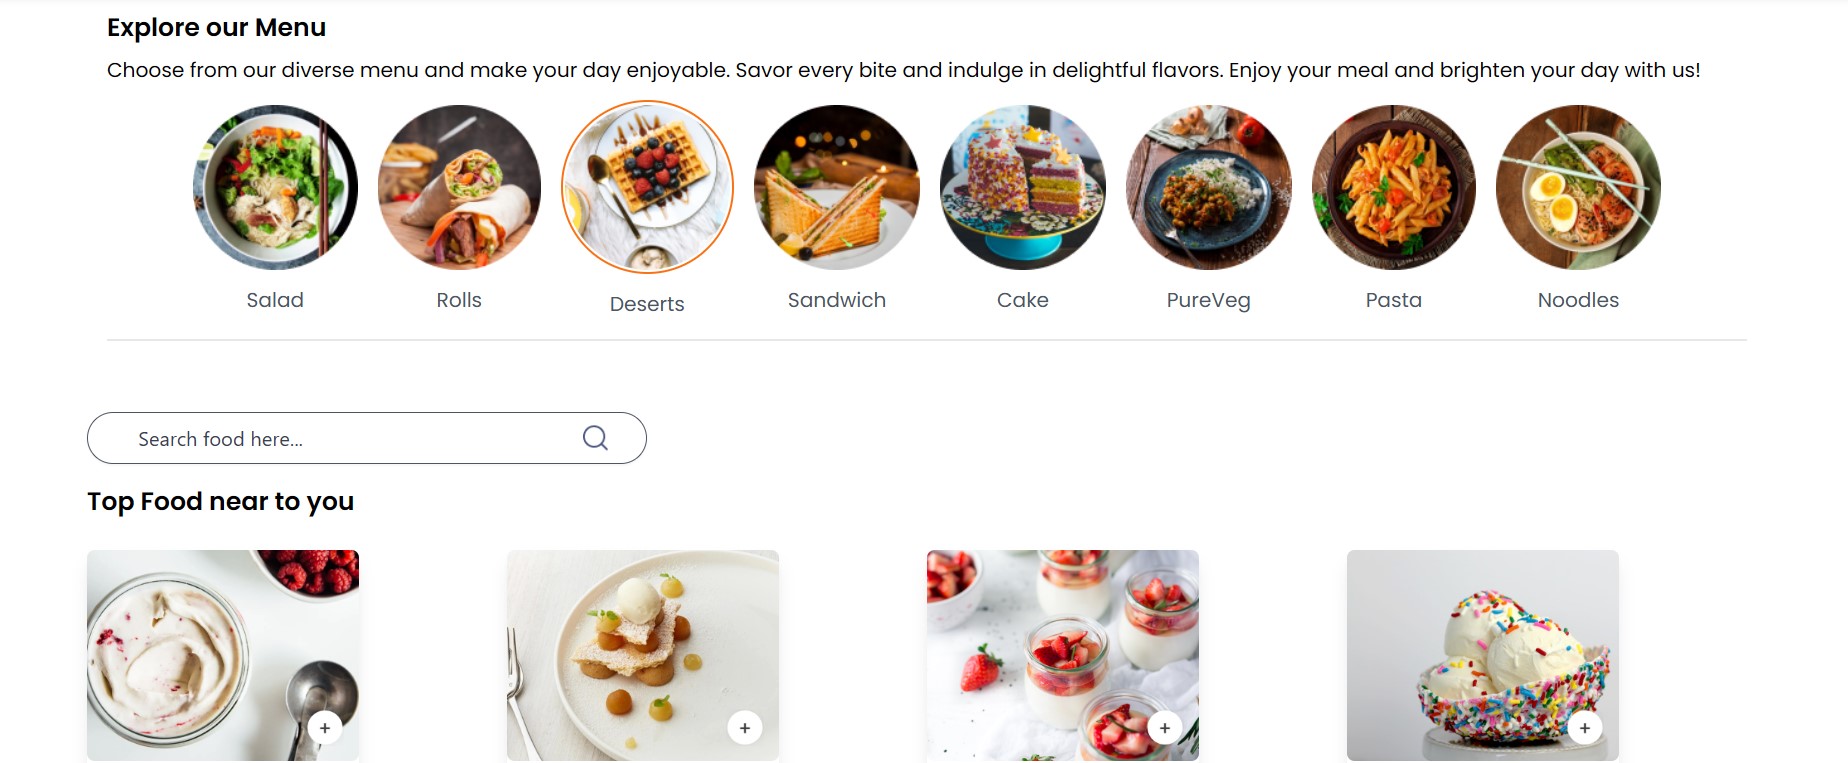 Explore our Menu
Choose from our diverse menu and make your day enjoyable. Savor every bite and indulge in delightful flavors. Enjoy your meal and brighten your day with us!
Salad Rolls Deserts Sandwich Cake PureVeg Pasta Noodles
Search food here...
Top Food near to you
+ + + +